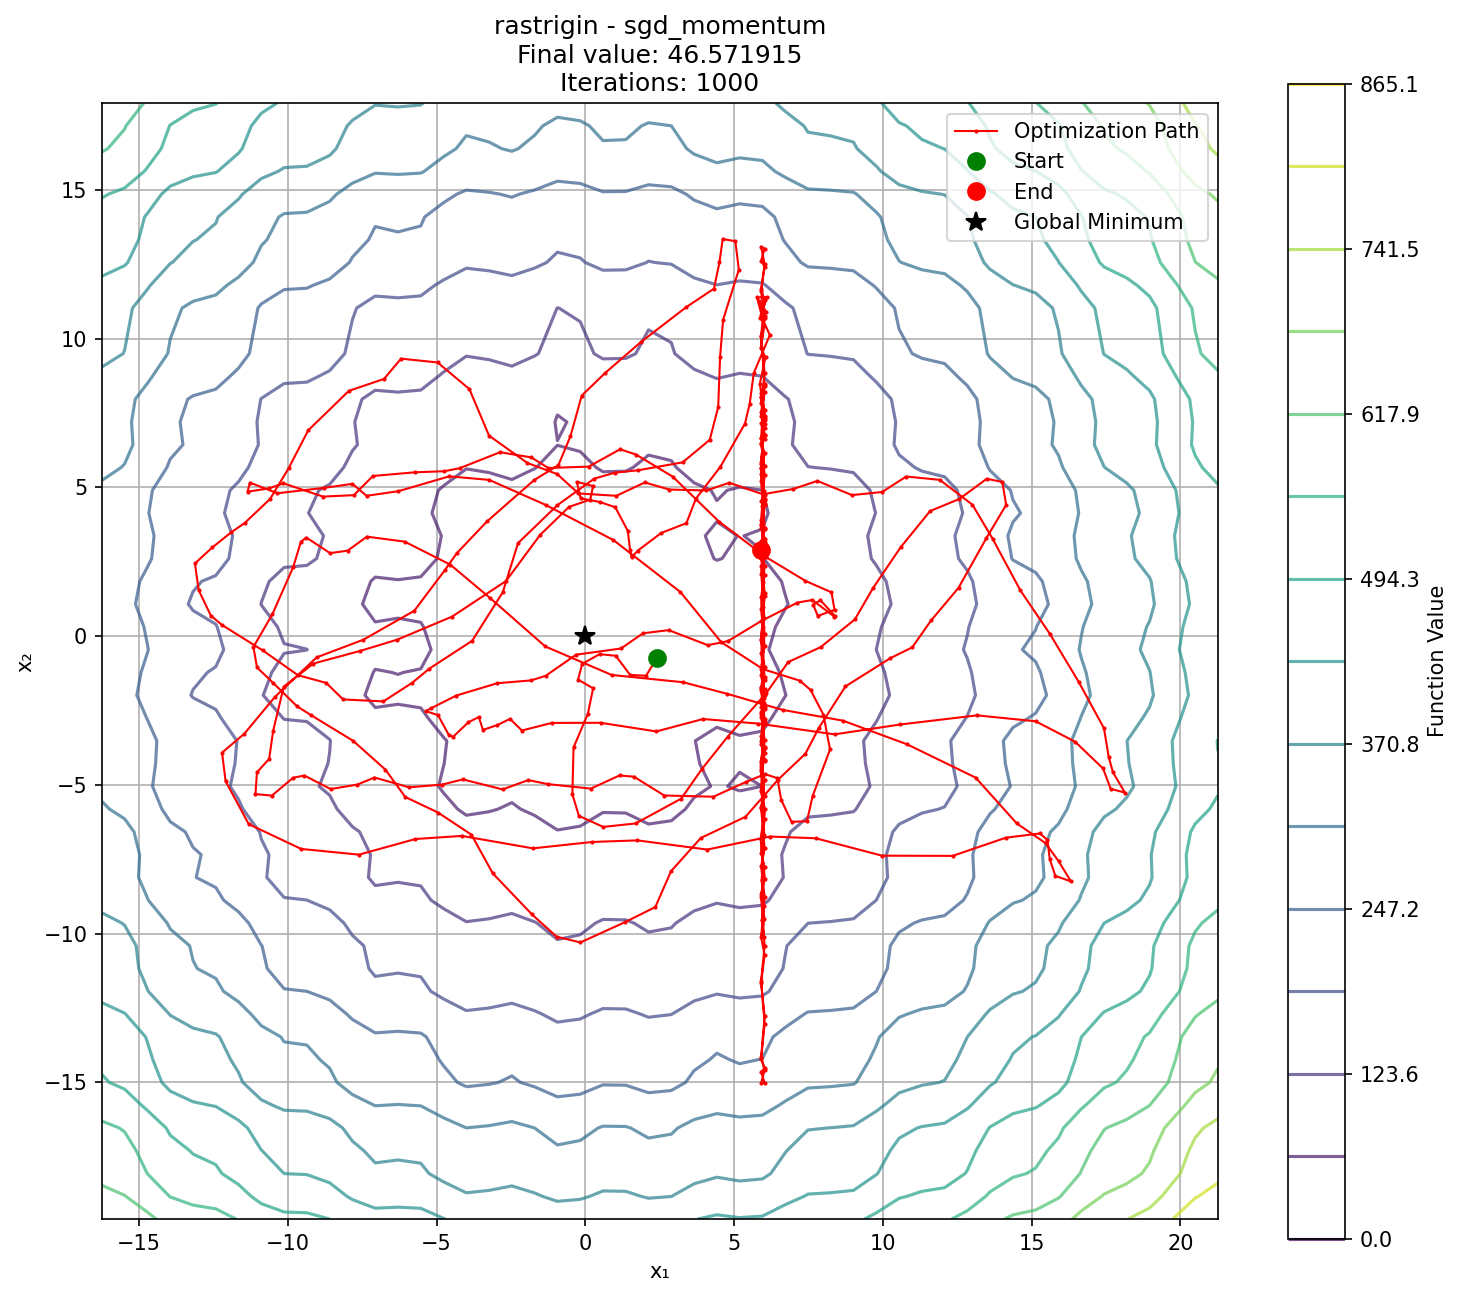 rastrigin - sgd_momentum
Final value: 46.571915
Iterations: 1000
Optimization Path
Start
End
Global Minimum
x₂
15
10
5
0
−5
−10
−15
−15
−10
−5
0
5
10
15
20
x₁
865.1
741.5
617.9
494.3
370.8
247.2
123.6
0.0
Function Value